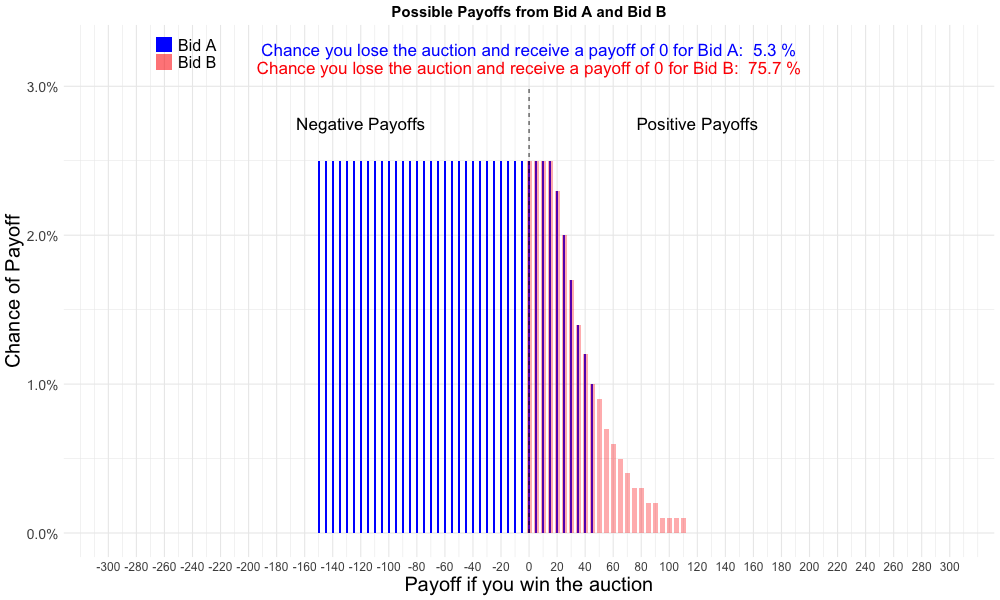 Possible Payoffs from Bid A and Bid B
Bid A
Bid B
Chance you lose the auction and receive a payoff of 0 for Bid A:  5.3 %
Chance you lose the auction and receive a payoff of 0 for Bid B:  75.7 %
Negative Payoffs
Positive Payoffs
Chance of Payoff
3.0%
2.0%
1.0%
0.0%
-300 -280 -260 -240 -220 -200 -180 -160 -140 -120 -100 -80 -60 -40 -20 0 20 40 60 80 100 120 140 160 180 200 220 240 260 280 300
Payoff if you win the auction